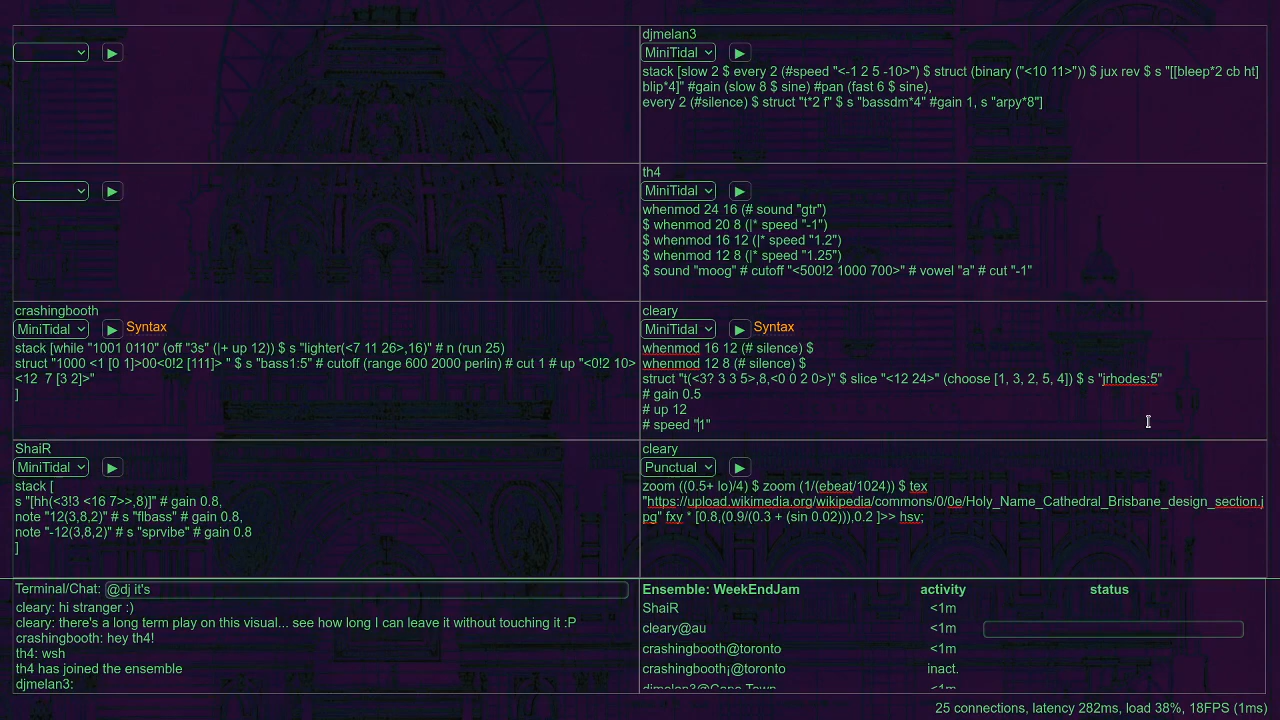 djmelan3
MiniTidal
stack [slow 2 $ every 2 (#speed "<-1 2 5 -10>") $ struct (binary ("<10 11>")) $ jux rev $ s "[[bleep*2 cb ht]
blip*4]" #gain (slow 8 $ sine) #pan (fast 6 $ sine),
every 2 (#silence) $ struct "t*2 f" $ s "bassdm*4" #gain 1, s "arpy*8"]
th4
MiniTidal
whenmod 24 16 (# sound "gtr")
$ whenmod 20 8 (|* speed "-1")
$ whenmod 16 12 (|* speed "1.2")
$ whenmod 12 8 (|* speed "1.25")
$ sound "moog" # cutoff "<500!2 1000 700>" # vowel "a" # cut "-1"
crashingbooth
MiniTidal Syntax
stack [while "1001 0110" (off "3s" (|+ up 12)) $ s "lighter(<7 11 26>,16)" # n (run 25)
struct "1000 <1 [0 1]>00<0!2 [111]> " $ s "bass1:5" # cutoff (range 600 2000 perlin) # cut 1 # up "<0!2 10>
<12  7 [3 2]>"
]
cleary
MiniTidal Syntax
whenmod 16 12 (# silence) $
whenmod 12 8 (# silence) $
struct "t(<3? 3 3 5>,8,<0 0 2 0>)" $ slice "<12 24>" (choose [1, 3, 2, 5, 4]) $ s "jrhodes:5"
# gain 0.5
# up 12
# speed "1"
ShaiR
MiniTidal
stack [
s "[hh(<3!3 <16 7>>,8)]" # gain 0.8,
note "12(3,8,2)" # s "flbass" # gain 0.8,
note "-12(3,8,2)" # s "sprvibe" # gain 0.8
]
cleary
Punctual
zoom ((0.5+ lo)/4) $ zoom (1/(ebeat/1024)) $ tex
"https://upload.wikimedia.org/wikipedia/commons/0/0e/Holy_Name_Cathedral_Brisbane_design_section.j
pg" fxy * [0.8,(0.9/(0.3 + (sin 0.02))),0.2 ]>> hsv;
Terminal/Chat: @dj it's
cleary: hi stranger :)
cleary: there's a long term play on this visual... see how long I can leave it without touching it :P
crashingbooth: hey th4!
th4: wsh
th4 has joined the ensemble
djmelan3:
Ensemble: WeekEndJam activity status
ShaiR <1m
cleary@au <1m
crashingbooth@toronto <1m
crashingbooth¡@toronto inact.
djmelan3@Cape Town <1m
25 connections, latency 282ms, load 38%, 18FPS (1ms)